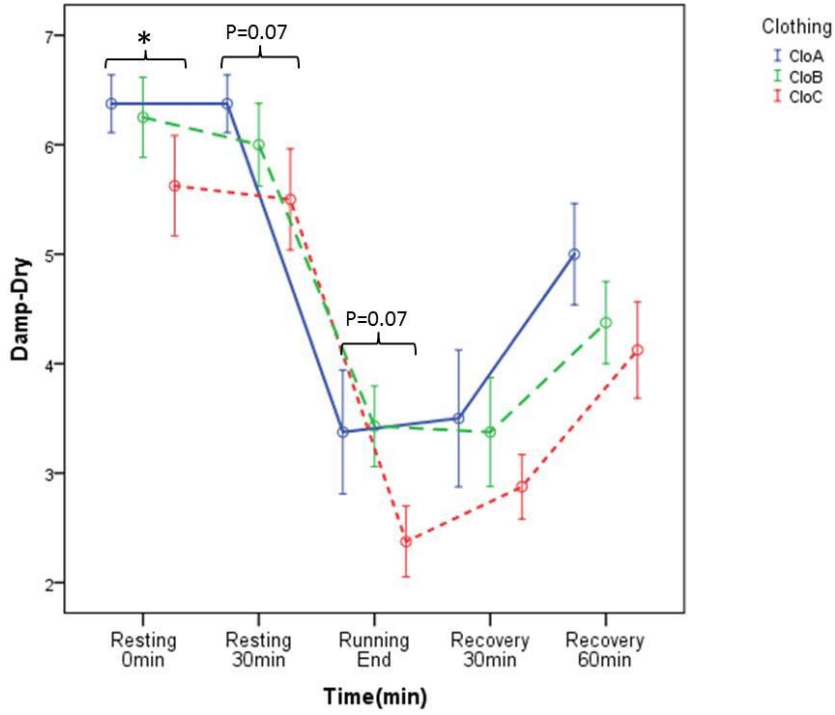 Clothing
CloA
CloB
CloC
*
P=0.07
P=0.07
7
6
5
4
3
2
Damp-Dry
Resting
0min
Resting
30min
Running
End
Recovery
30min
Recovery
60min
Time(min)